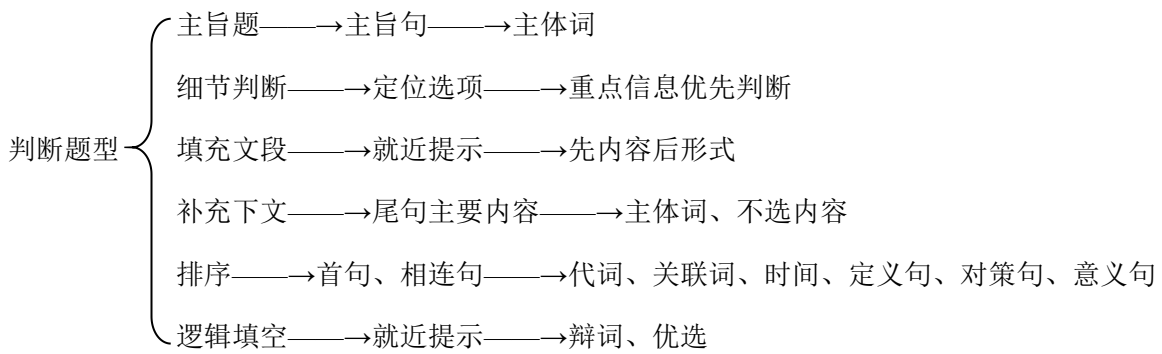 主旨题——→主旨句——→主体词
细节判断——→定位选项——→重点信息优先判断
判断题型
填充文段——→就近提示——→先内容后形式
补充下文——→尾句主要内容——→主体词、不选内容
排序——→首句、相连句——→代词、关联词、时间、定义句、对策句、意义句
逻辑填空——→就近提示——→辩词、优选